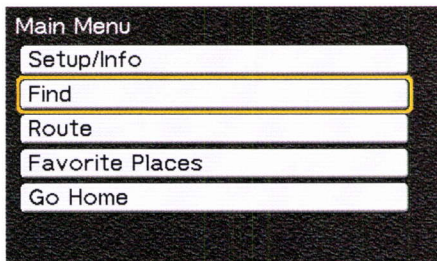 Main Menu
Setup/Info
Find
Route
Favorite Places
Go Home